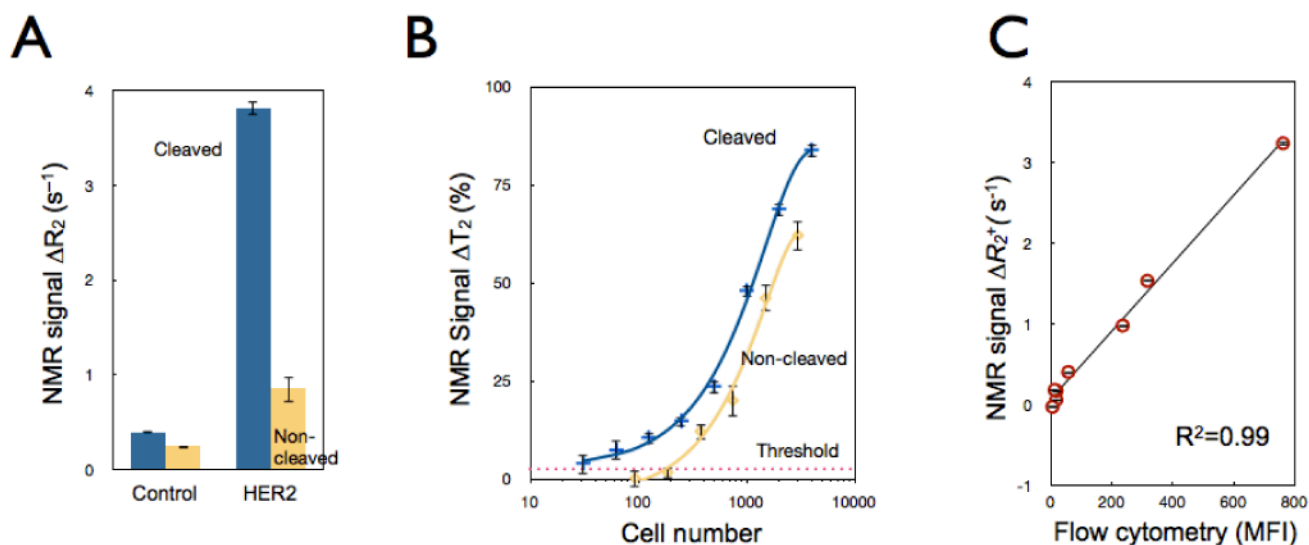 A
NMR signal ΔR₂ (s⁻¹)
4
3
2
1
0
Cleaved
Non-
cleaved
Control
HER2
B
NMR Signal ΔT₂ (%)
100
75
50
25
0
Cleaved
Non-cleaved
Threshold
10
100
1000
10000
Cell number
C
NMR signal ΔR₂⁺( s⁻¹)
4
3
2
1
0
-1
R²=0.99
0
200
400
600
800
Flow cytometry (MFI)